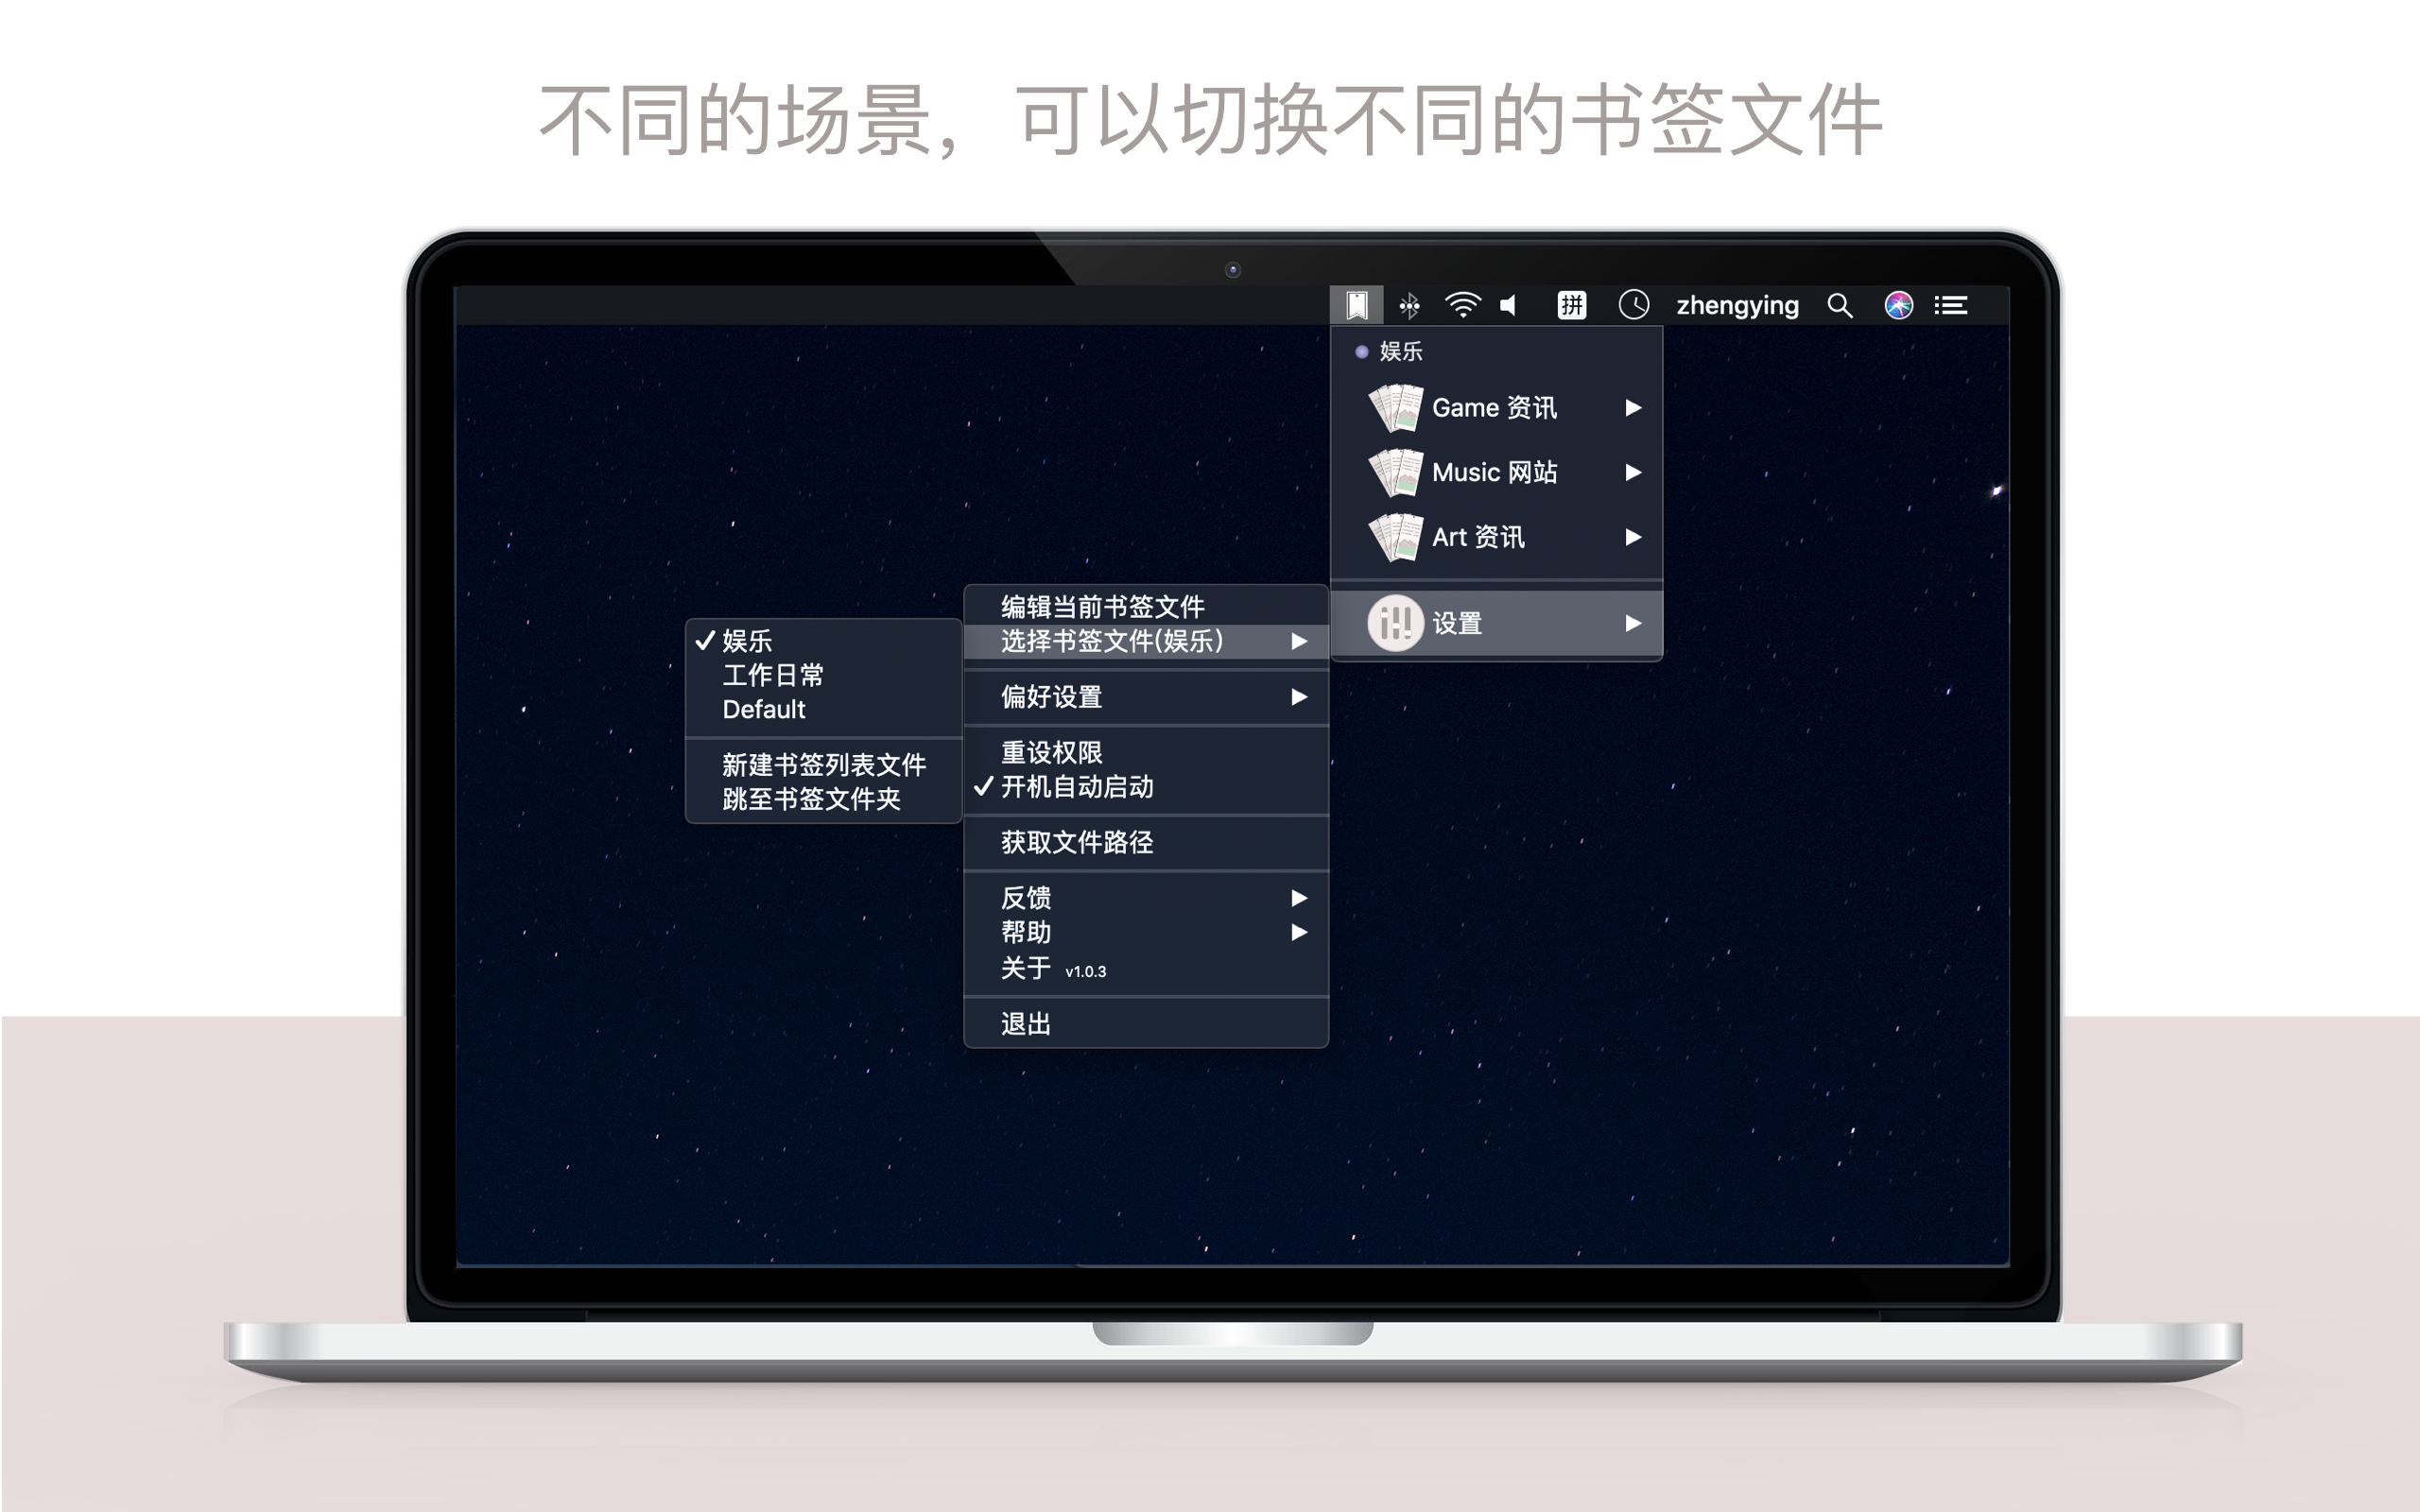 不同的场景，可以切换不同的书签文件
拼
zhengying
娱乐
Game 资讯
Music 网站
Art 资讯
设置
编辑当前书签文件
选择书签文件(娱乐)
偏好设置
重设权限
开机自动启动
获取文件路径
反馈
帮助
关于 v1.0.3
退出
娱乐
工作日常
Default
新建书签列表文件
跳至书签文件夹